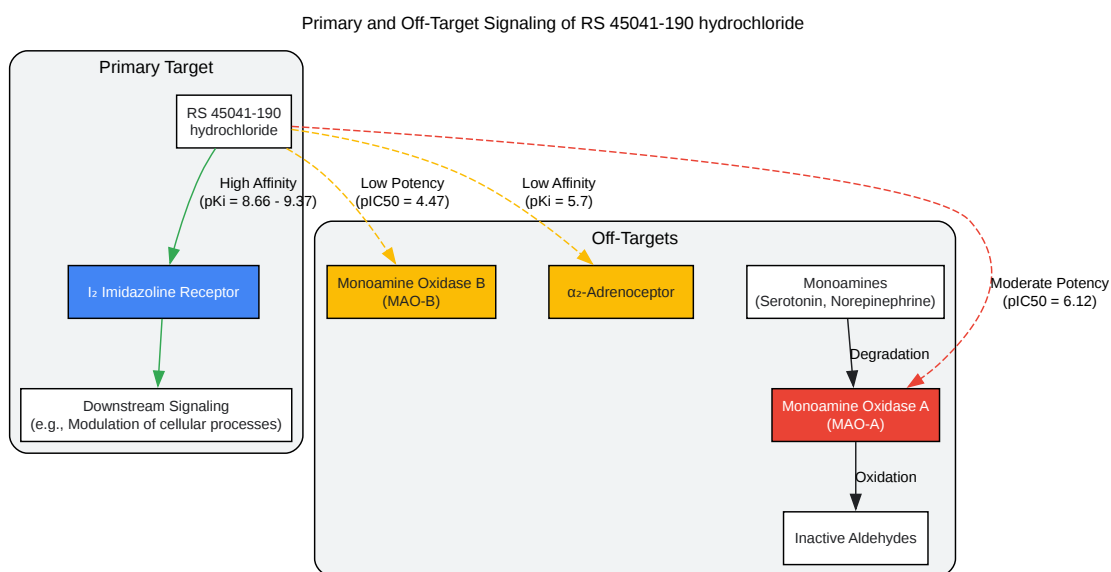 Primary and Off-Target Signaling of RS 45041-190 hydrochloride
Primary Target
RS 45041-190
hydrochloride
High Affinity
(pKi = 8.66 - 9.37)
Low Potency
(pIC50 = 4.47)
Low Affinity
(pKi = 5.7)
Moderate Potency
(pIC50 = 6.12)
I₂ Imidazoline Receptor
Downstream Signaling
(e.g., Modulation of cellular processes)
Off-Targets
Monoamine Oxidase B
(MAO-B)
α₂-Adrenoceptor
Monoamines
(Serotonin, Norepinephrine)
Degradation
Monoamine Oxidase A
(MAO-A)
Oxidation
Inactive Aldehydes